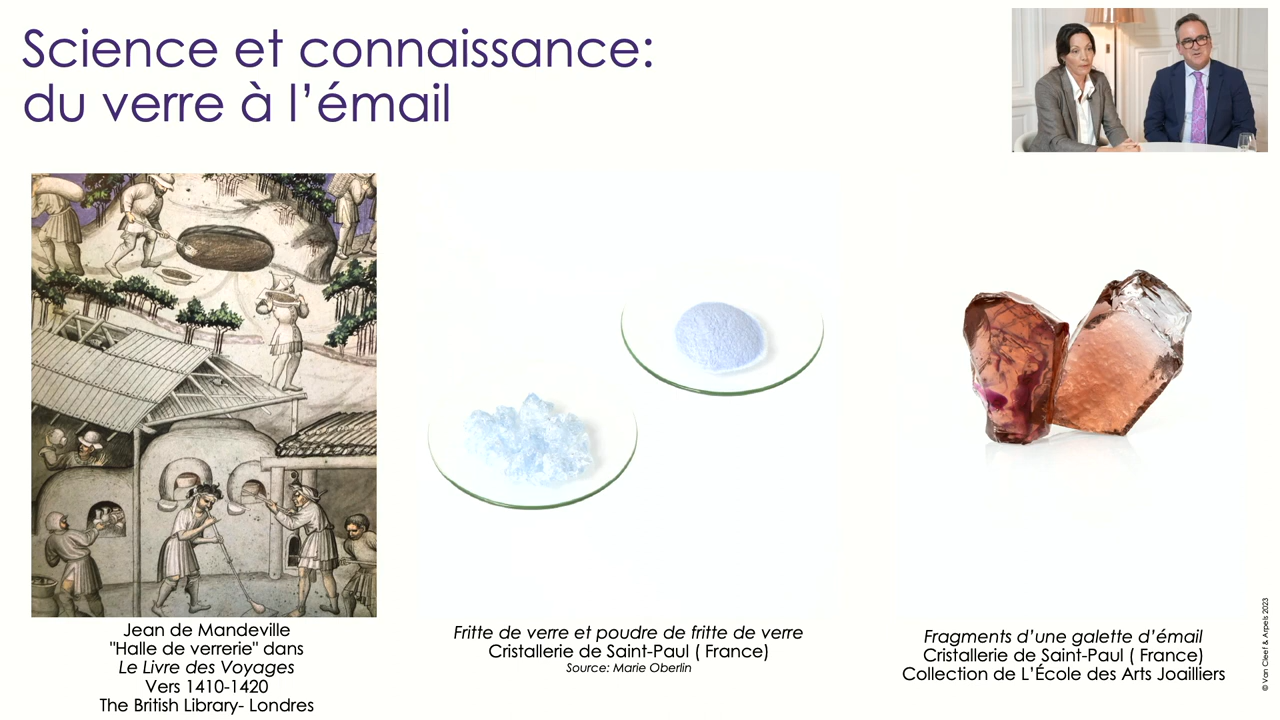 Science et connaissance:
du verre à l’émail
Jean de Mandeville
"Halle de verrerie" dans
Le Livre des Voyages
Vers 1410-1420
The British Library- Londres
Fritte de verre et poudre de fritte de verre
Cristallerie de Saint-Paul ( France)
Source: Marie Oberlin
Fragments d’une galette d’émail
Cristallerie de Saint-Paul ( France)
Collection de L’École des Arts Joailliers
© Van Cleef & Arpels 2023